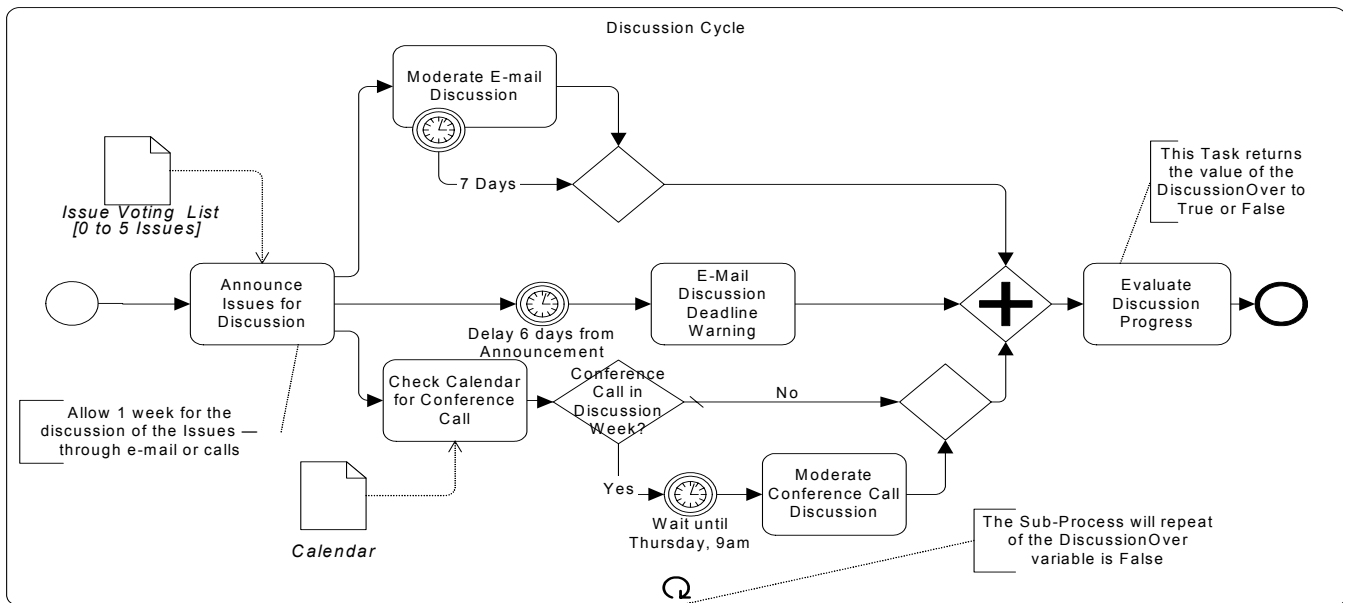 Discussion Cycle
Moderate E-mail
Discussion
7 Days
This Task returns
the value of the
DiscussionOver to
True or False
Issue Voting List
[0 to 5 Issues]
Announce
Issues for
Discussion
Delay 6 days from
Announcement
E-Mail
Discussion
Deadline
Warning
Evaluate
Discussion
Progress
Check Calendar
for Conference
Call
Conference
Call in
Discussion
Week?
No
Allow 1 week for the
discussion of the Issues —
through e-mail or calls
Yes
Wait until
Thursday, 9am
Moderate
Conference Call
Discussion
Calendar
The Sub-Process will repeat
of the DiscussionOver
variable is False